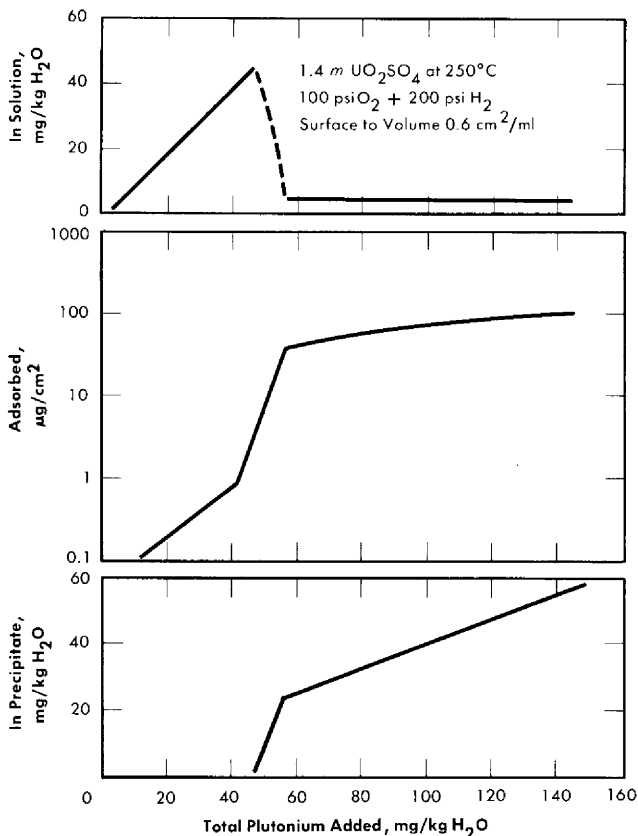 In Solution,
mg/kg H2O
60
40
20
0
1.4 m UO2SO4 at 250°C
100 psi O2 + 200 psi H2
Surface to Volume 0.6 cm2/ml
Adsorbed,
µg/cm2
1000
100
10
1
0.1
In Precipitate,
mg/kg H2O
60
40
20
0 20 40 60 80 100 120 140 160
Total Plutonium Added, mg/kg H2O